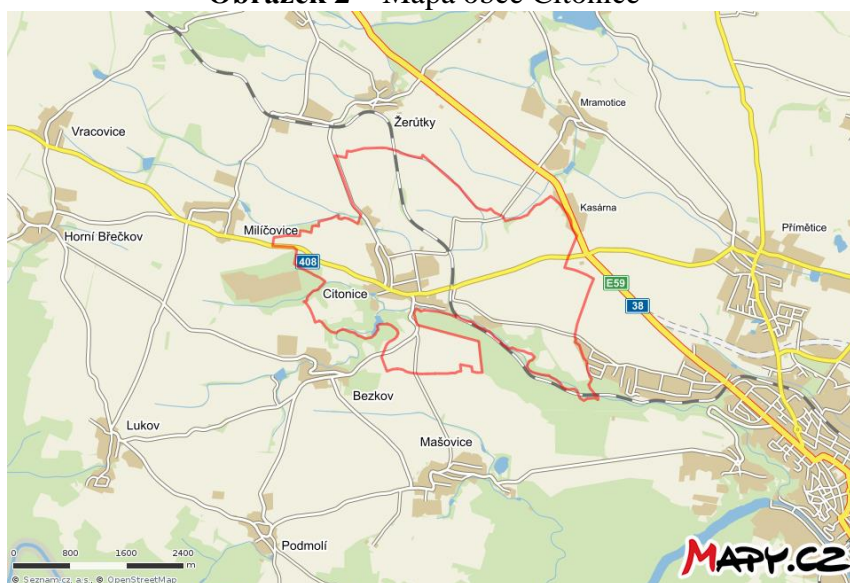 Obrázek 2 – Mapa obce Citonice
Mramotice
Žerůtky
Vracovice
Kasárna
Přímětice
Milíčovice
Horní Břečkov
408
E59
Citonice
38
Bezkov
Lukov
Mašovice
Podmolí
0 800 1600 2400
m
© Seznam.cz, a.s., © OpenStreetMap
MAPY.CZ